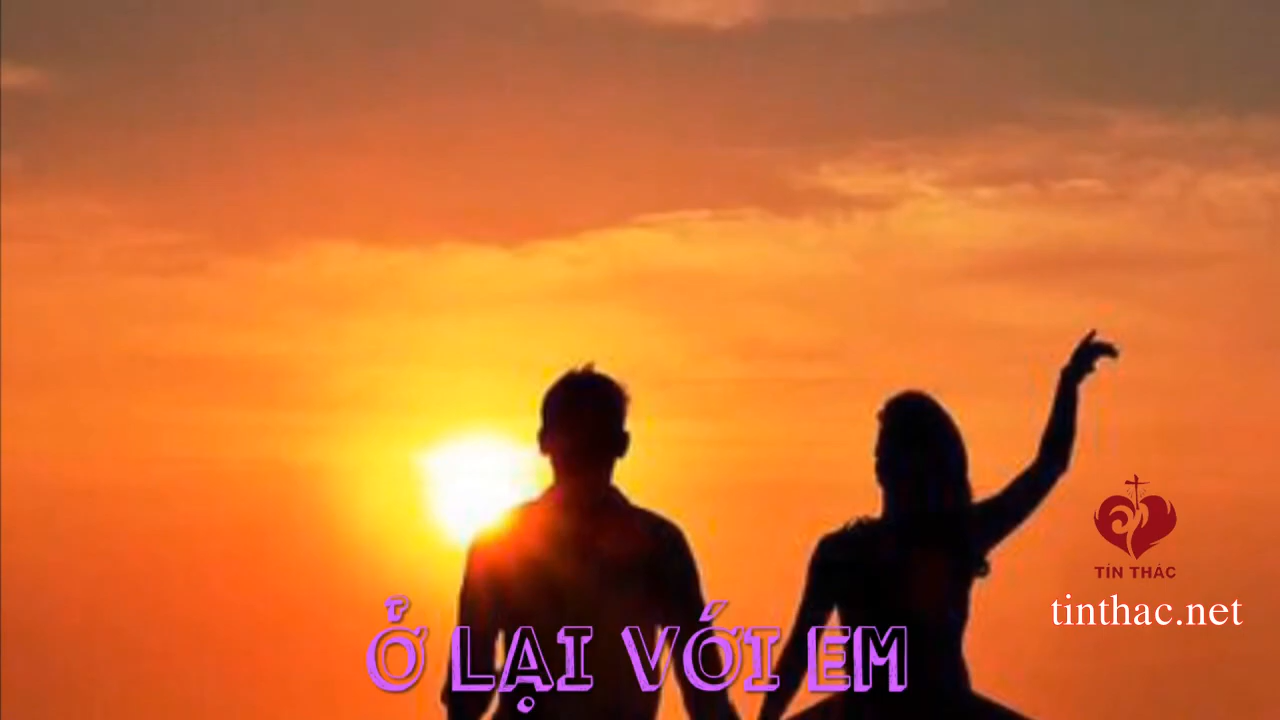 TÍN THÁC
tinthac.net
Ở LẠI VỚI EM